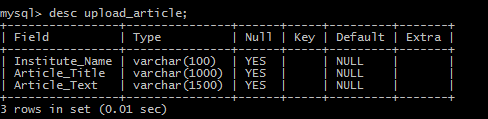 mysql> desc upload_article;
+----------------+---------------+------+-----+---------+-------+
| Field          | Type          | Null | Key | Default | Extra |
+----------------+---------------+------+-----+---------+-------+
| Institute_Name | varchar(100)  | YES  |     | NULL    |       |
| Article_Title  | varchar(1000) | YES  |     | NULL    |       |
| Article_Text   | varchar(1500) | YES  |     | NULL    |       |
+----------------+---------------+------+-----+---------+-------+
3 rows in set (0.01 sec)